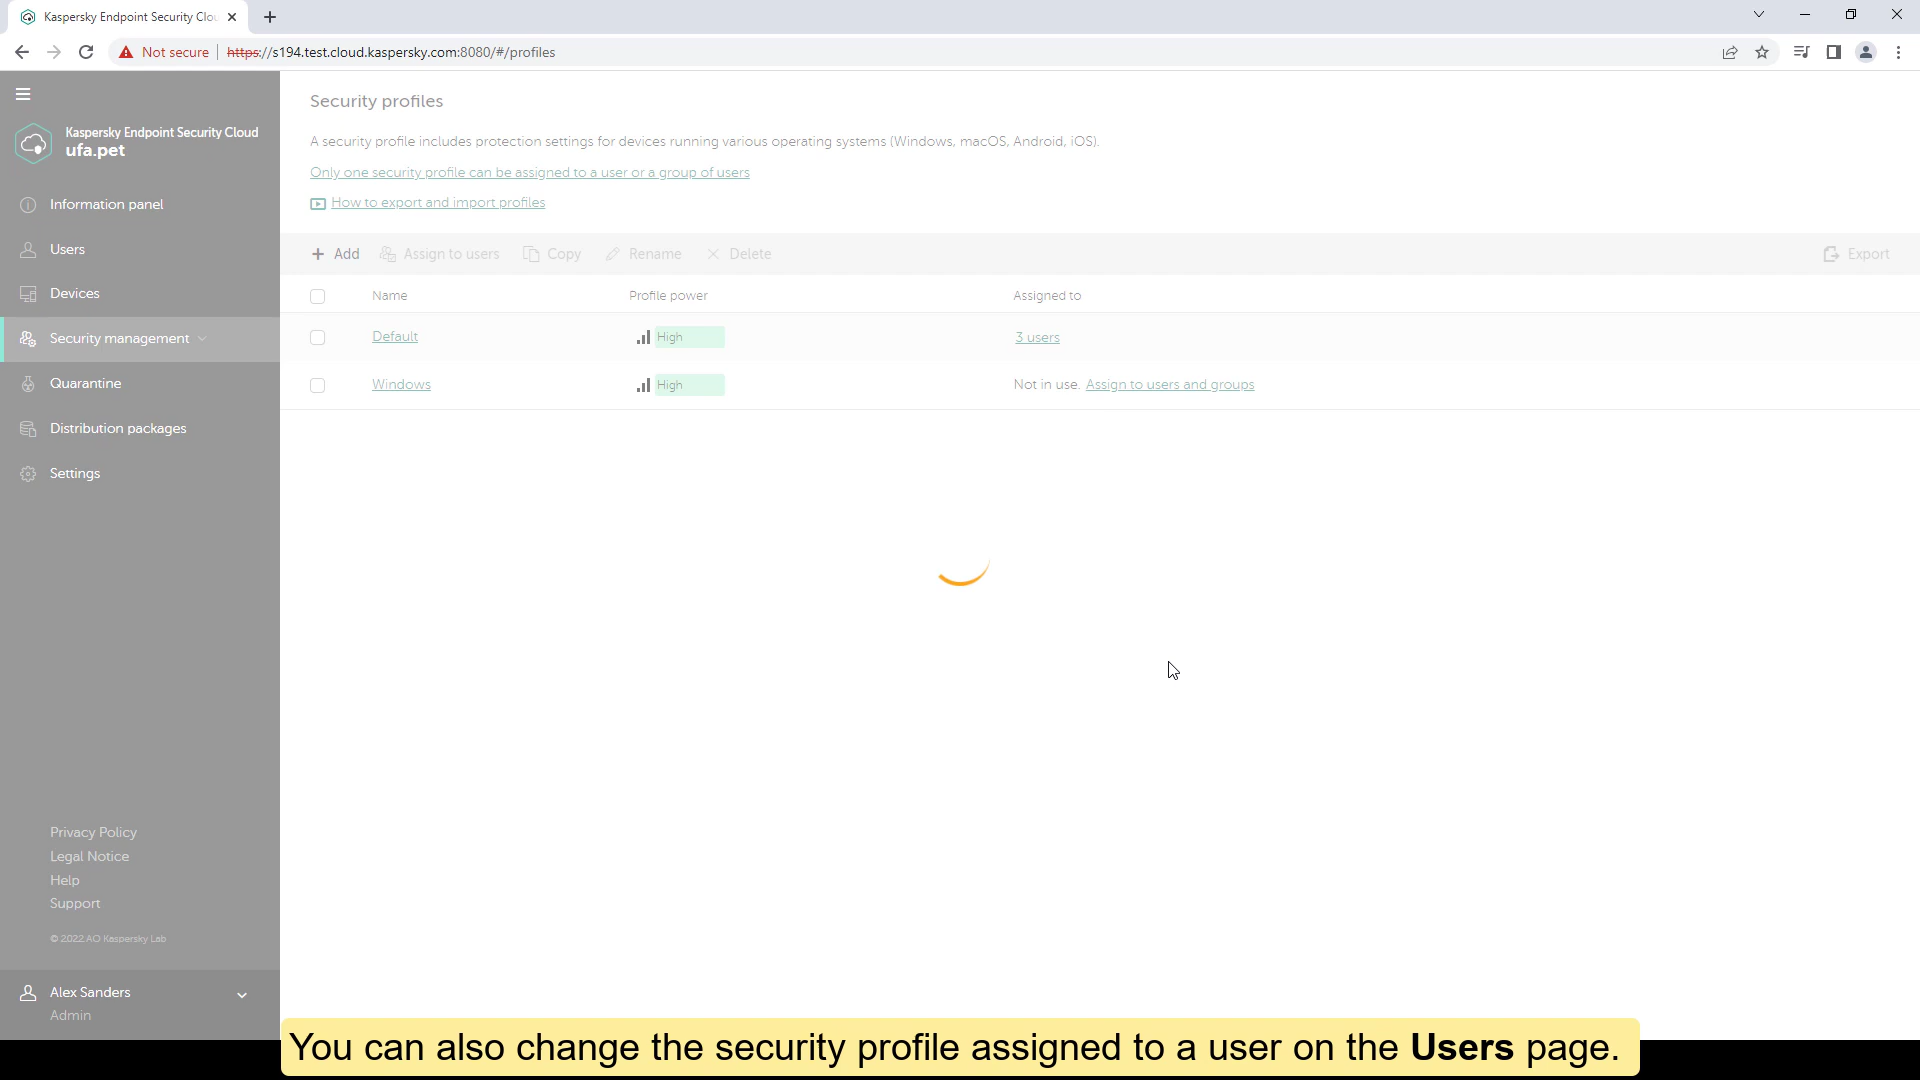 Kaspersky Endpoint Security Clou
Not secure
https://s194.test.cloud.kaspersky.com:8080/#/profiles
Kaspersky Endpoint Security Cloud
ufa.pet
Information panel
Users
Devices
Security management
Quarantine
Distribution packages
Settings
Privacy Policy
Legal Notice
Help
Support
© 2022 AO Kaspersky Lab
Alex Sanders
Admin
Security profiles
A security profile includes protection settings for devices running various operating systems (Windows, macOS, Android, iOS).
Only one security profile can be assigned to a user or a group of users
How to export and import profiles
Add Assign to users Copy Rename Delete Export
Name Profile power Assigned to
Default High 3 users
Windows High Not in use. Assign to users and groups
You can also change the security profile assigned to a user on the Users page.